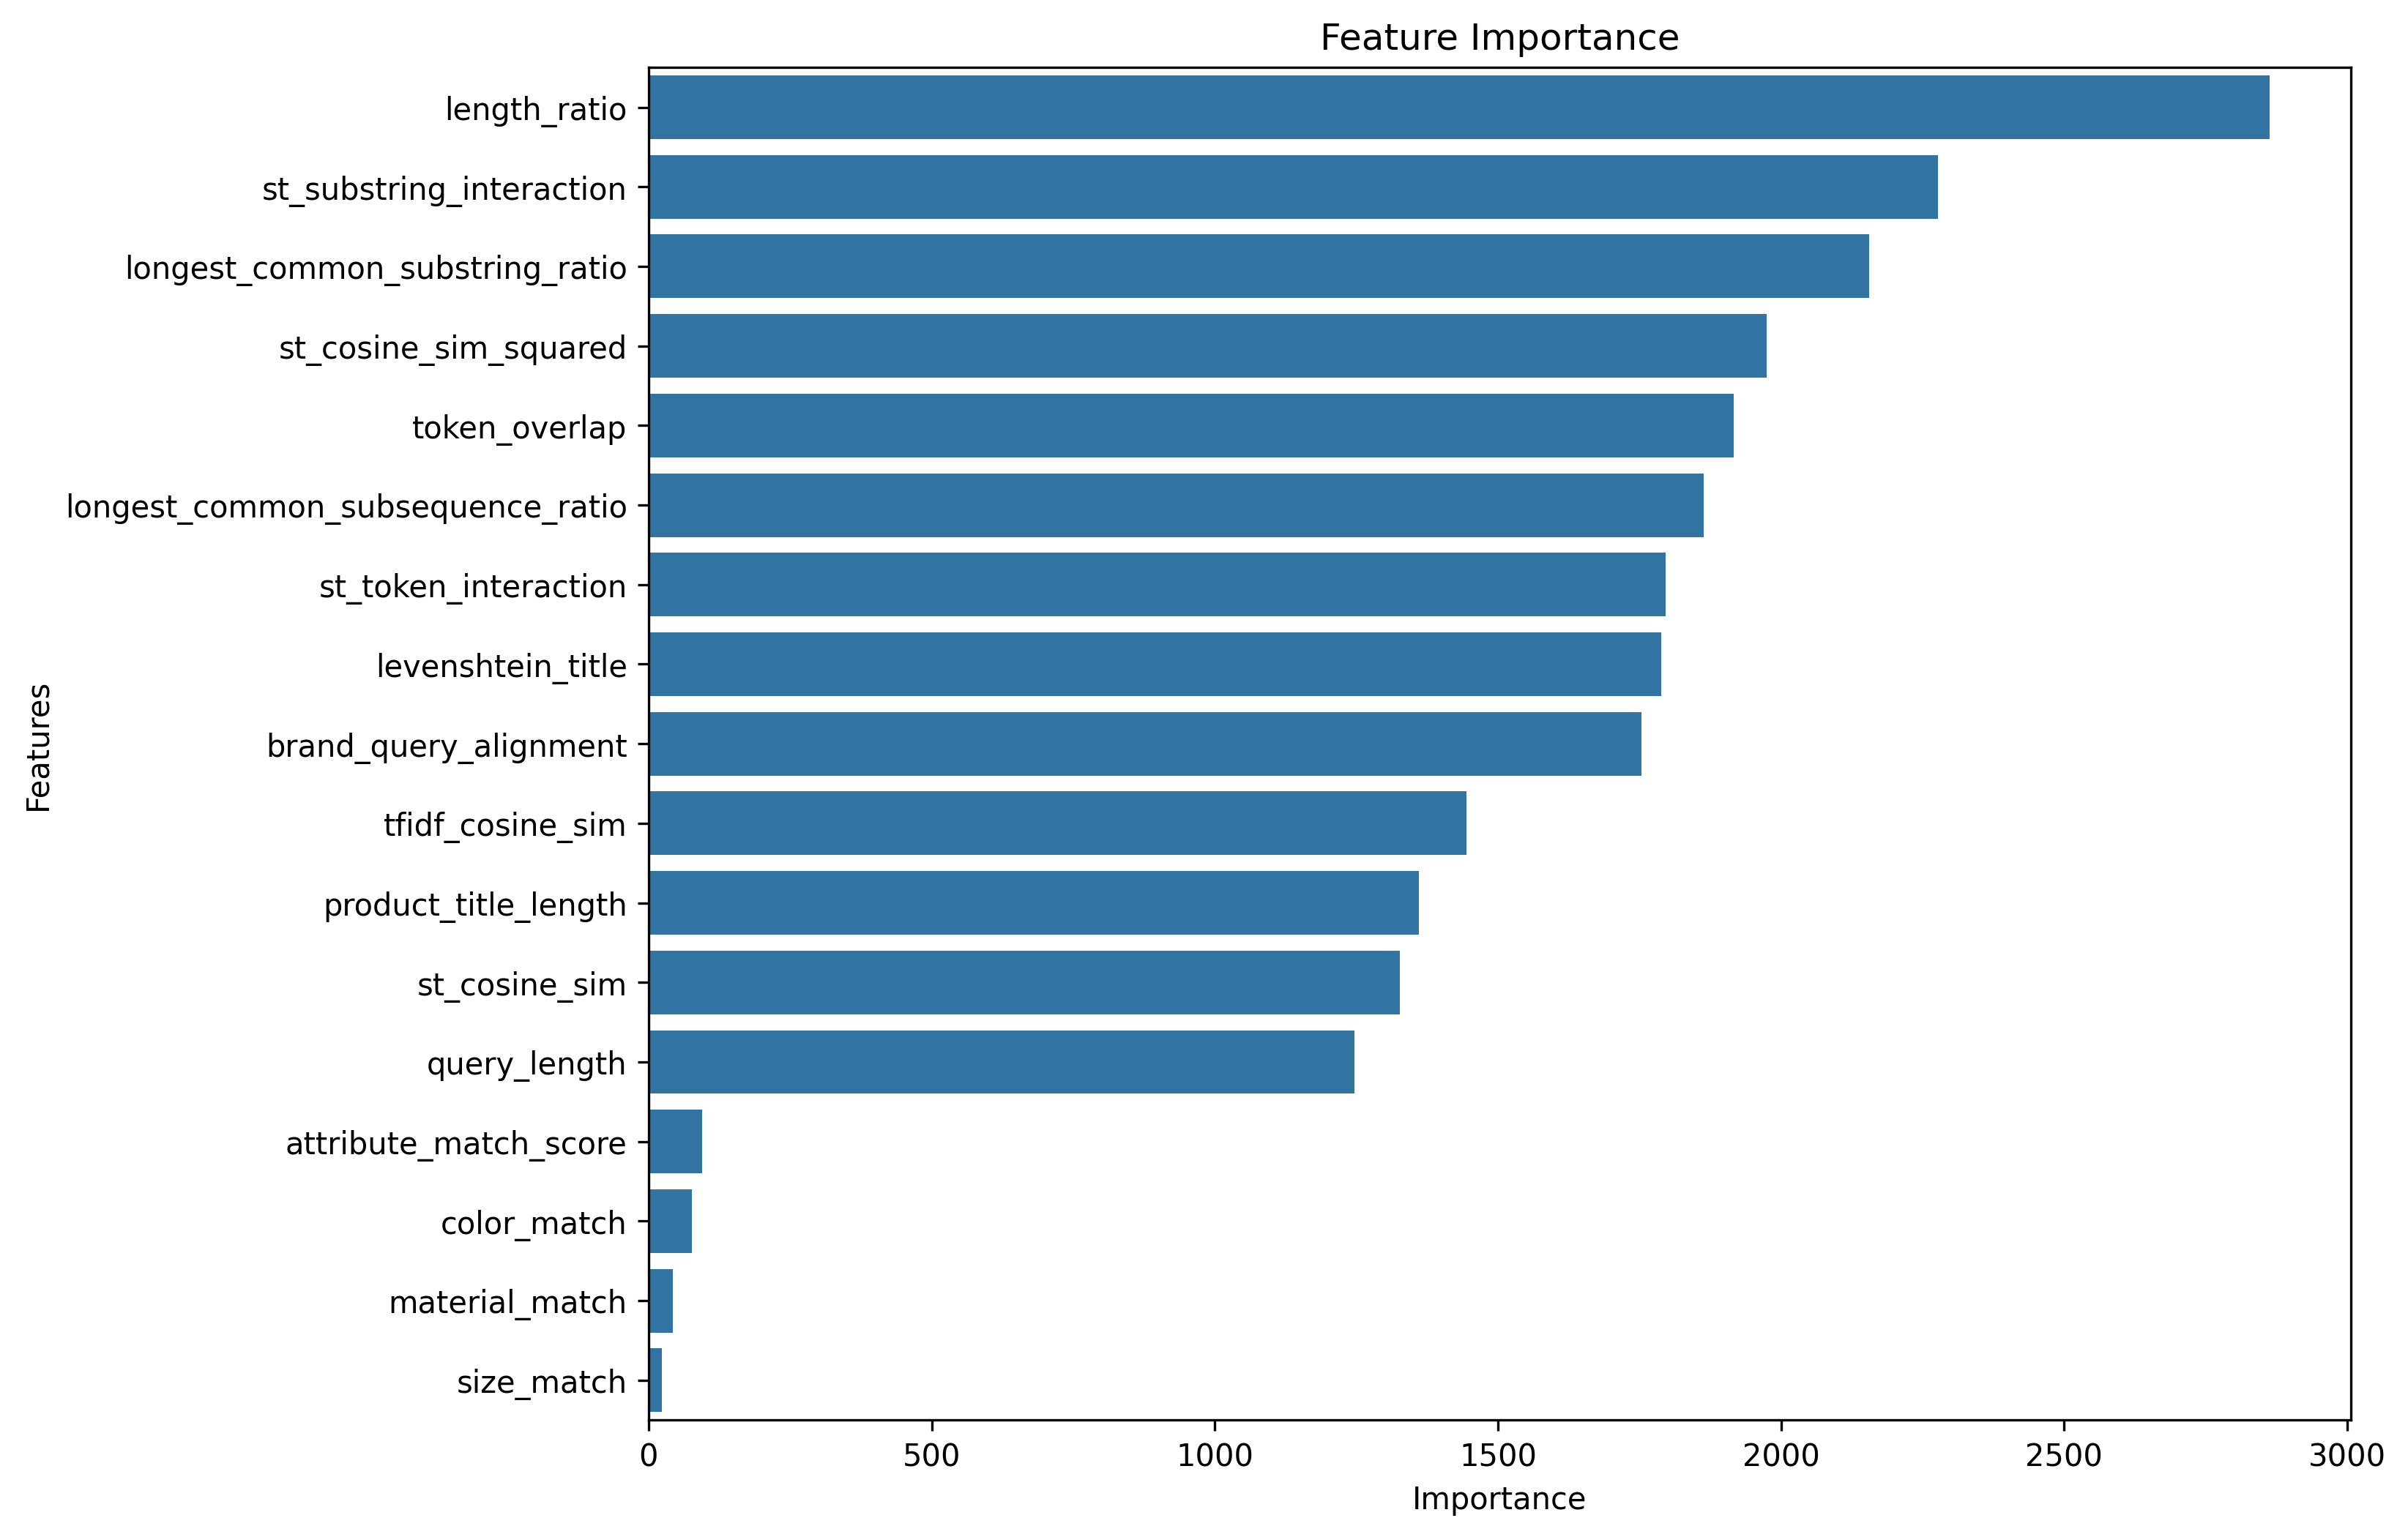 Feature Importance
length_ratio
st_substring_interaction
longest_common_substring_ratio
st_cosine_sim_squared
token_overlap
longest_common_subsequence_ratio
st_token_interaction
levenshtein_title
brand_query_alignment
tfidf_cosine_sim
product_title_length
st_cosine_sim
query_length
attribute_match_score
color_match
material_match
size_match
Features
0 500 1000 1500 2000 2500 3000
Importance